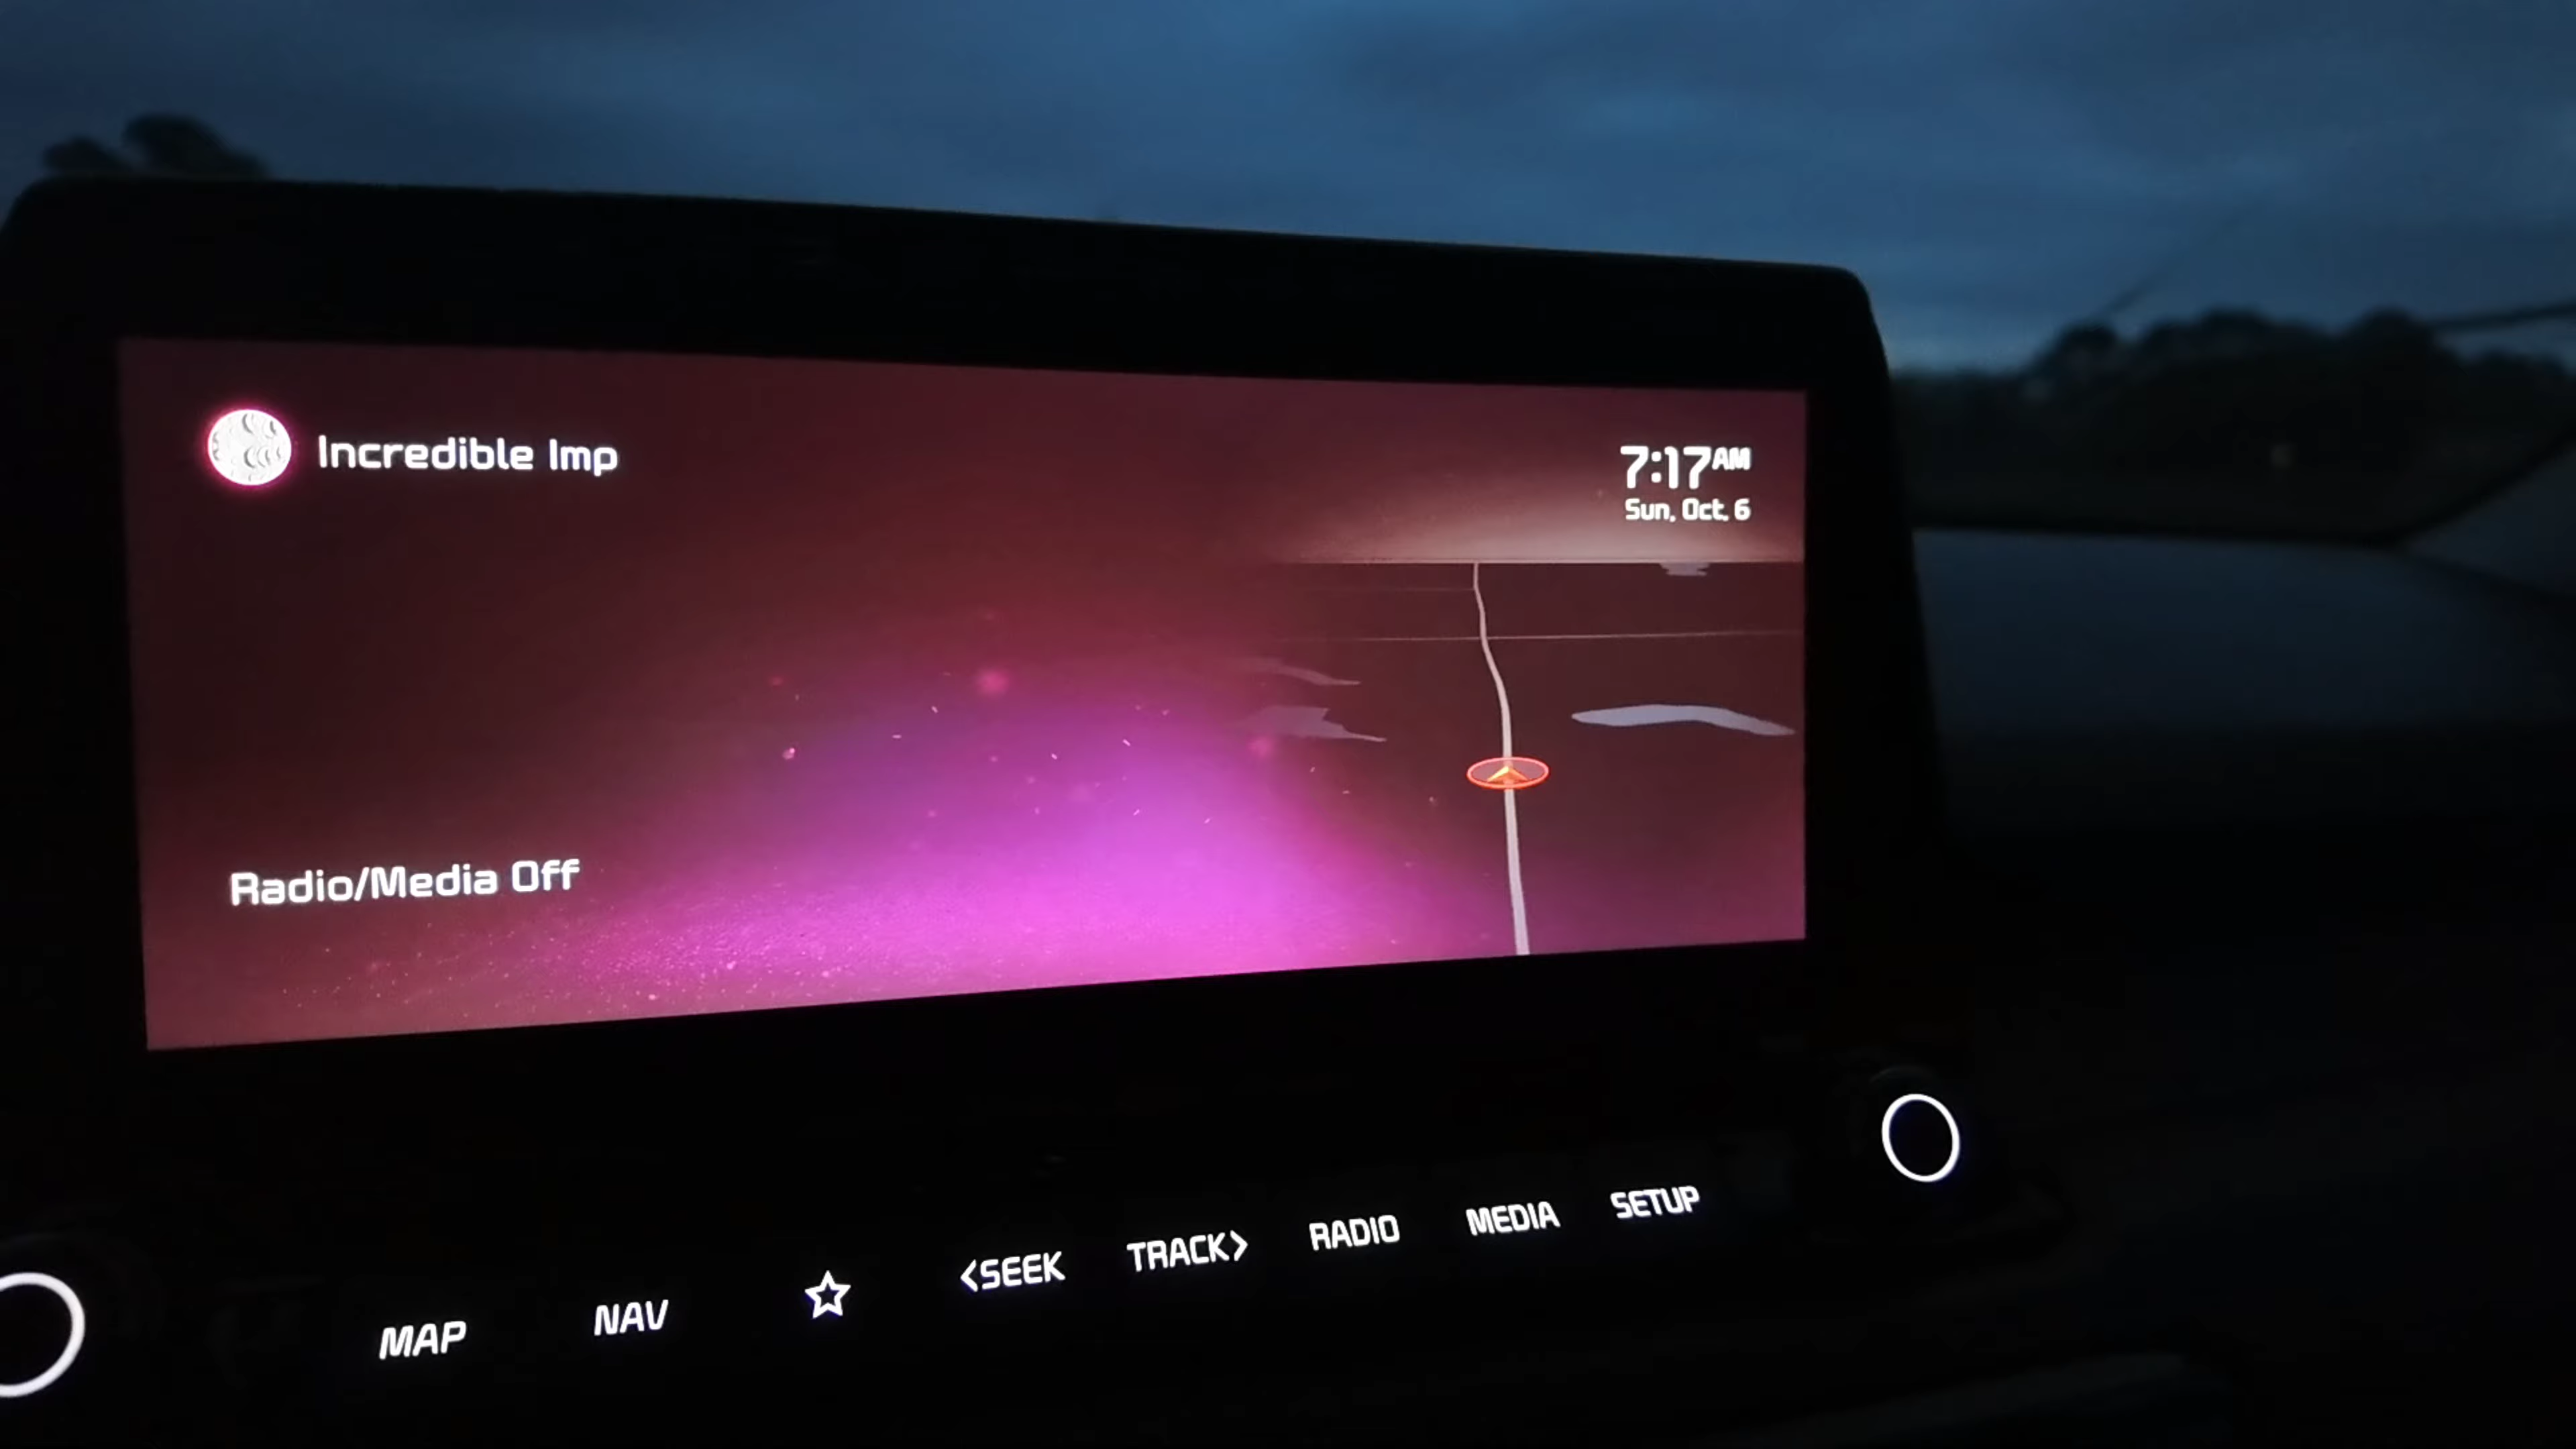 Incredible Imp
7:17AM
Sun, Oct. 6
Radio/Media Off
MAP
NAV
<SEEK
TRACK>
RADIO
MEDIA
SETUP